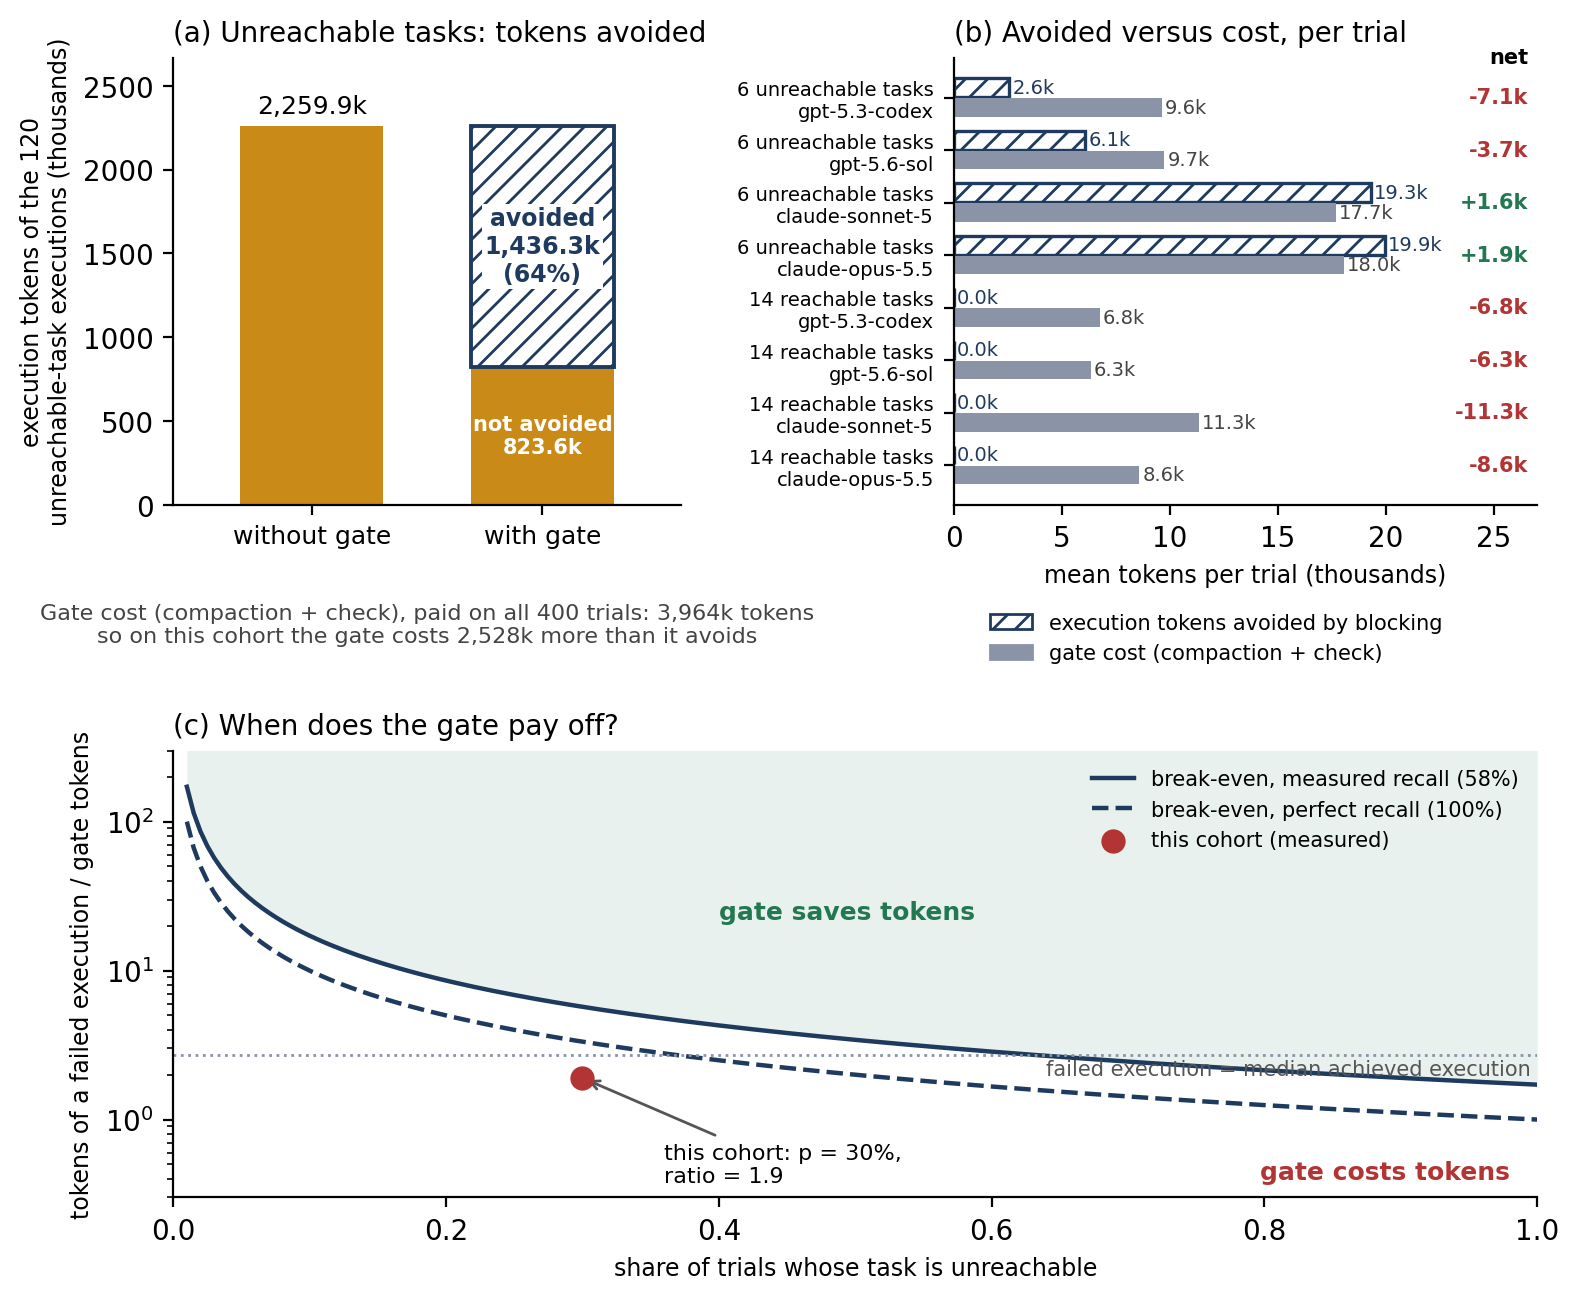 (a) Unreachable tasks: tokens avoided
execution tokens of the 120
unreachable-task executions (thousands)
2500
2000
1500
1000
500
0
2,259.9k
avoided
1,436.3k
(64%)
not avoided
823.6k
without gate
with gate
Gate cost (compaction + check), paid on all 400 trials: 3,964k tokens
so on this cohort the gate costs 2,528k more than it avoids
(b) Avoided versus cost, per trial
net
6 unreachable tasks
gpt-5.3-codex
2.6k
9.6k
-7.1k
6 unreachable tasks
gpt-5.6-sol
6.1k
9.7k
-3.7k
6 unreachable tasks
claude-sonnet-5
19.3k
17.7k
+1.6k
6 unreachable tasks
claude-opus-5.5
19.9k
18.0k
+1.9k
14 reachable tasks
gpt-5.3-codex
0.0k
6.8k
-6.8k
14 reachable tasks
gpt-5.6-sol
0.0k
6.3k
-6.3k
14 reachable tasks
claude-sonnet-5
0.0k
11.3k
-11.3k
14 reachable tasks
claude-opus-5.5
0.0k
8.6k
-8.6k
0 5 10 15 20 25
mean tokens per trial (thousands)
execution tokens avoided by blocking
gate cost (compaction + check)
(c) When does the gate pay off?
tokens of a failed execution / gate tokens
10²
10¹
10⁰
break-even, measured recall (58%)
break-even, perfect recall (100%)
this cohort (measured)
gate saves tokens
failed execution = median achieved execution
this cohort: p = 30%,
ratio = 1.9
gate costs tokens
0.0 0.2 0.4 0.6 0.8 1.0
share of trials whose task is unreachable